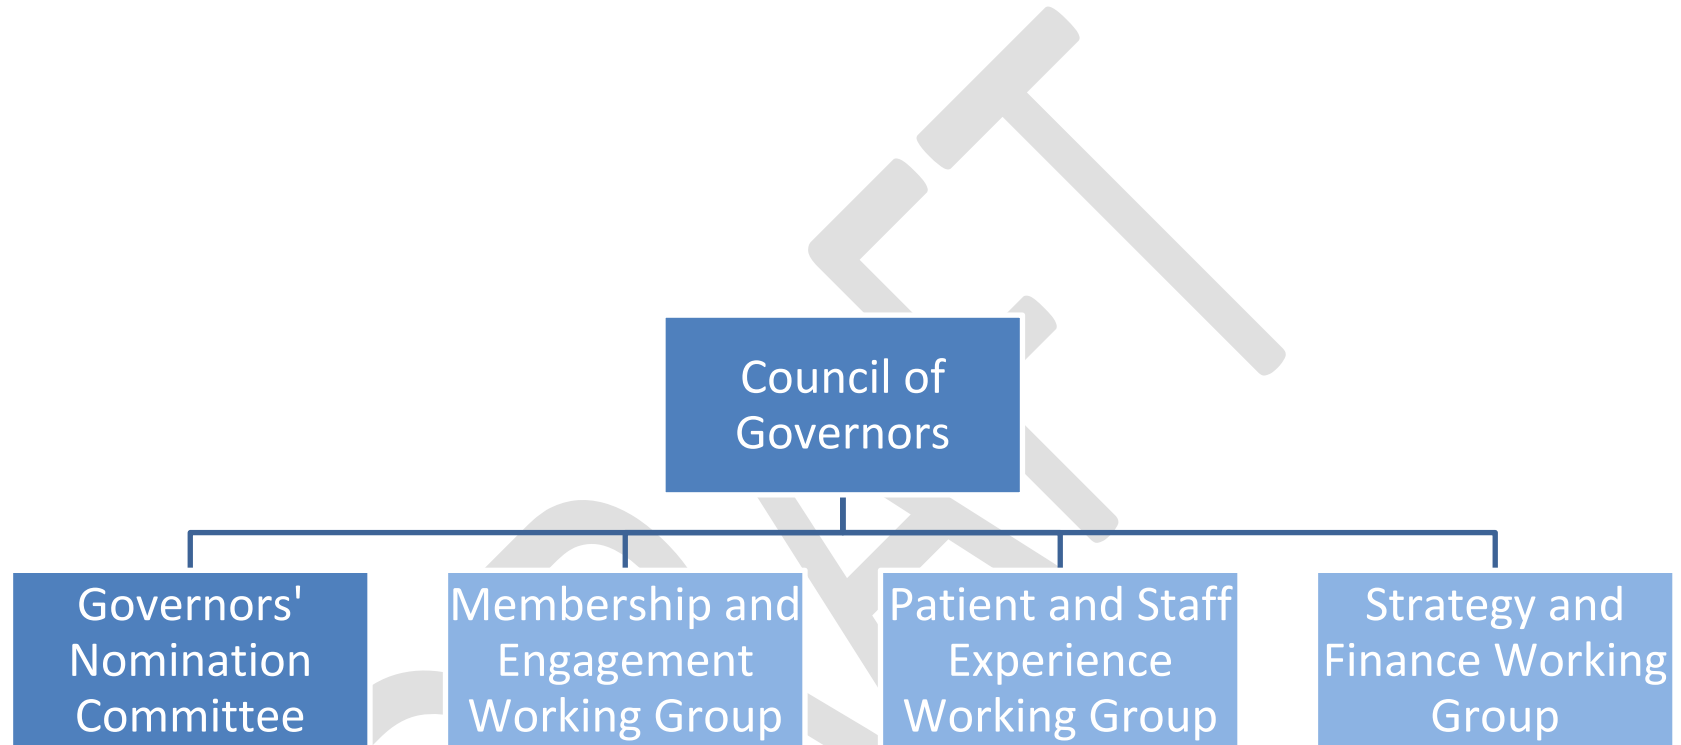 Council of
Governors
Governors'
Nomination
Committee
Membership and
Engagement
Working Group
Patient and Staff
Experience
Working Group
Strategy and
Finance Working
Group